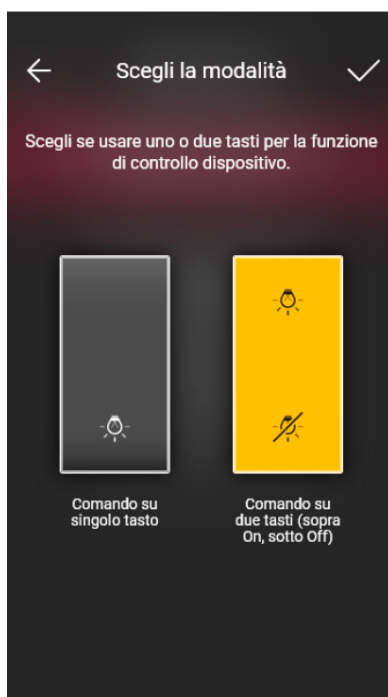 Scegli la modalità
Scegli se usare uno o due tasti per la funzione
di controllo dispositivo.
Comando su
singolo tasto
Comando su
due tasti (sopra
On, sotto Off)